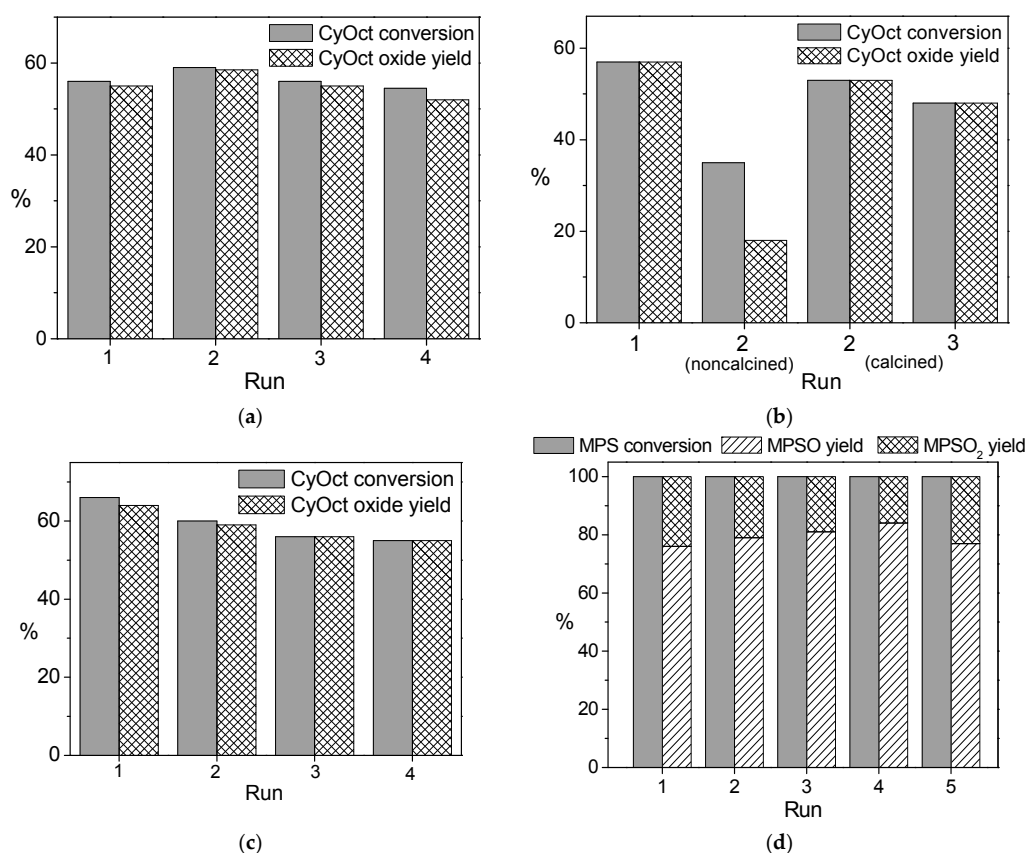 CyOct conversion
CyOct oxide yield
60
40
%
20
0
1 2 3 4
Run
(a)
CyOct conversion
CyOct oxide yield
60
40
%
20
0
1 2 2 3
(noncalcined) (calcined)
Run
(b)
CyOct conversion
CyOct oxide yield
60
40
%
20
0
1 2 3 4
Run
(c)
MPS conversion MPSO yield MPSO₂ yield
100
80
60
%
40
20
0
1 2 3 4 5
Run
(d)